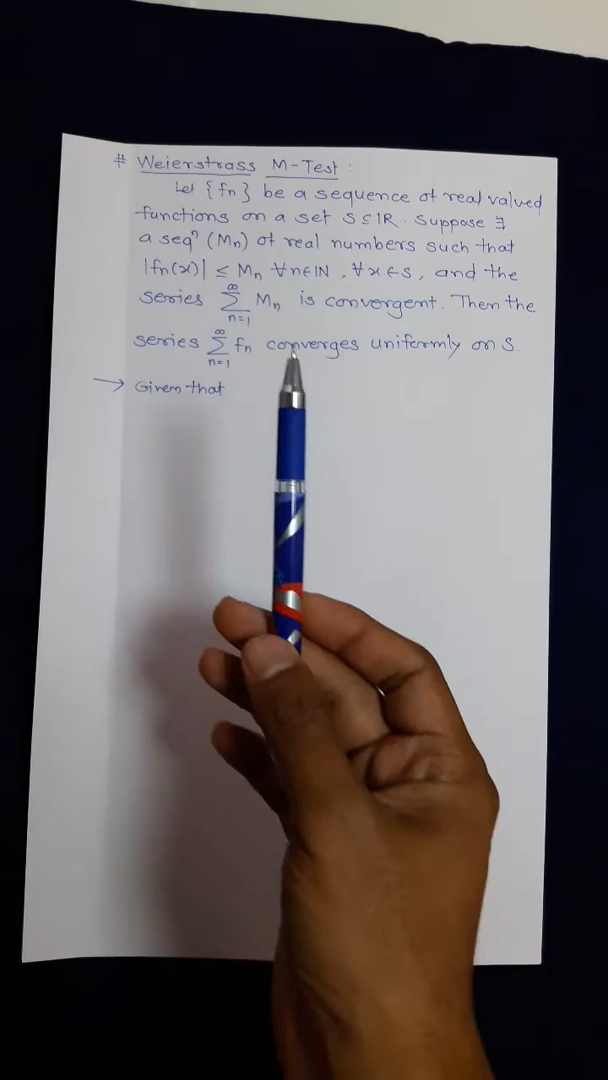 # Weierstrass M-Test :
Let {fn} be a sequence of real valued
functions on a set S ⊆ IR. Suppose ∃
a seqⁿ (Mn) of real numbers such that
|fn(x)| ≤ Mn ∀n∈IN, ∀x∈S, and the
series ∑_{n=1}^{∞} Mn is convergent. Then the
series ∑_{n=1}^{∞} fn converges uniformly on S.
→ Given that